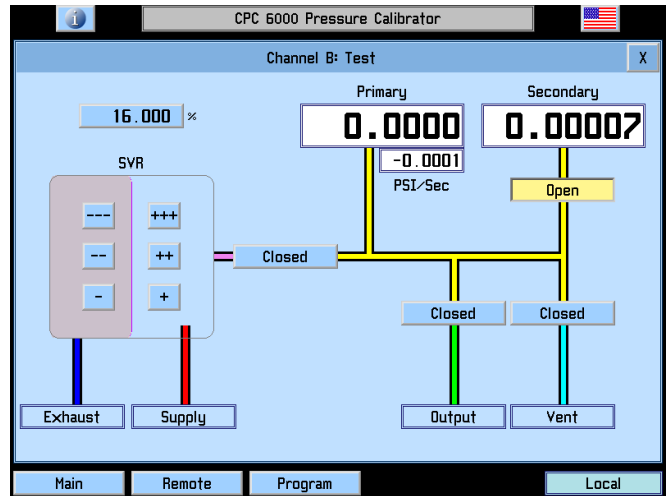 CPC 6000 Pressure Calibrator
Channel B: Test
X
Primary
Secondary
16.000 %
0.0000
0.00007
-0.0001
PSI/Sec
SVR
Open
---
+++
--
++
Closed
-
+
Closed
Closed
Exhaust
Supply
Output
Vent
Main
Remote
Program
Local